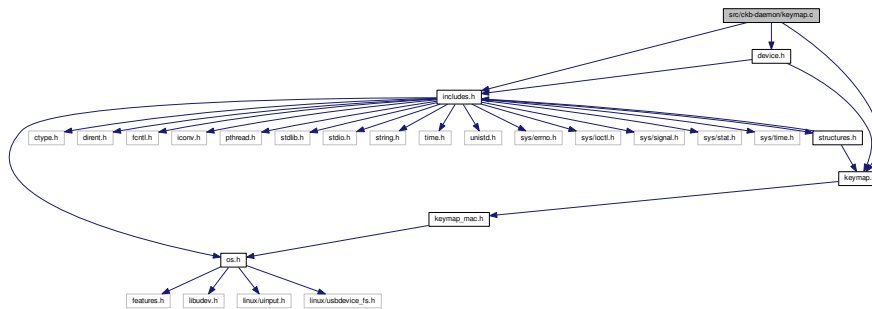 src/ckb-daemon/keymap.c
device.h
includes.h
ctype.h
dirent.h
fcntl.h
iconv.h
pthread.h
stdlib.h
stdio.h
string.h
time.h
unistd.h
sys/errno.h
sys/ioctl.h
sys/signal.h
sys/stat.h
sys/time.h
structures.h
keymap.
keymap_mac.h
os.h
features.h
libudev.h
linux/uinput.h
linux/usbdevice_fs.h